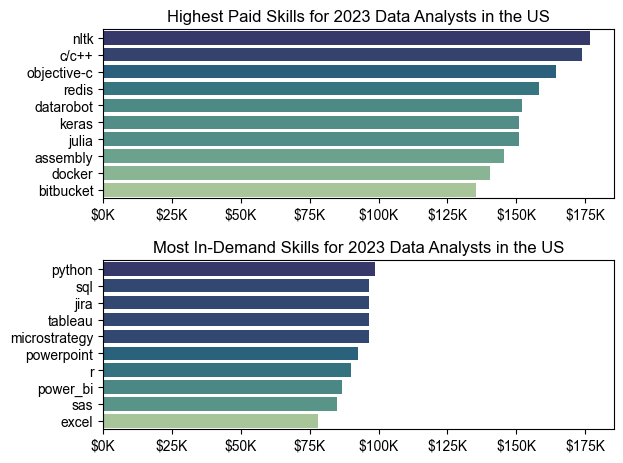 Highest Paid Skills for 2023 Data Analysts in the US
nltk
c/c++
objective-c
redis
datarobot
keras
julia
assembly
docker
bitbucket
$0K $25K $50K $75K $100K $125K $150K $175K
Most In-Demand Skills for 2023 Data Analysts in the US
python
sql
jira
tableau
microstrategy
powerpoint
r
power_bi
sas
excel
$0K $25K $50K $75K $100K $125K $150K $175K